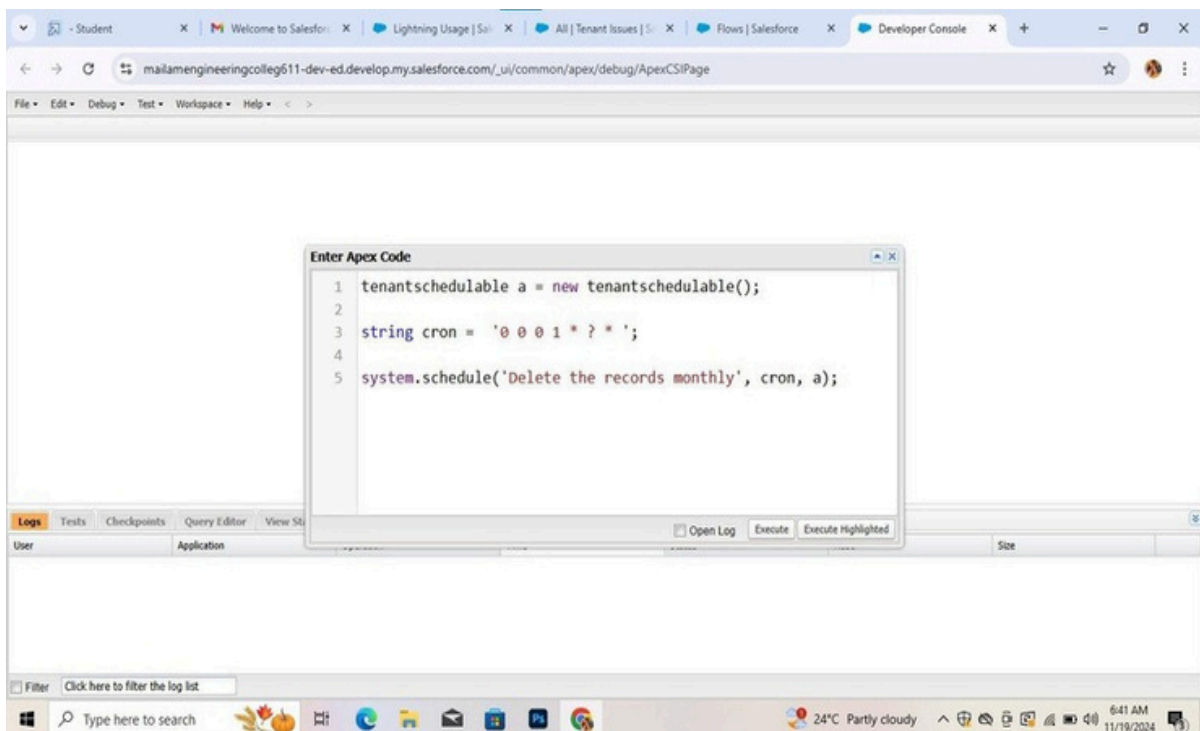 - Student
Welcome to Salesforc
Lightning Usage | Sal
All | Tenant Issues | S
Flows | Salesforce
Developer Console
mailamengineeringcolleg611-dev-ed.develop.my.salesforce.com/_ui/common/apex/debug/ApexCSIPage
File Edit Debug Test Workspace Help < >
Enter Apex Code
1 tenantschedulable a = new tenantschedulable();
2
3 string cron = '0 0 0 1 * ? * ';
4
5 system.schedule('Delete the records monthly', cron, a);
Open Log Execute Execute Highlighted
Logs Tests Checkpoints Query Editor View St
User Application Size
Filter Click here to filter the log list
Type here to search
Ps
24°C Partly cloudy
6:41 AM
11/19/2024